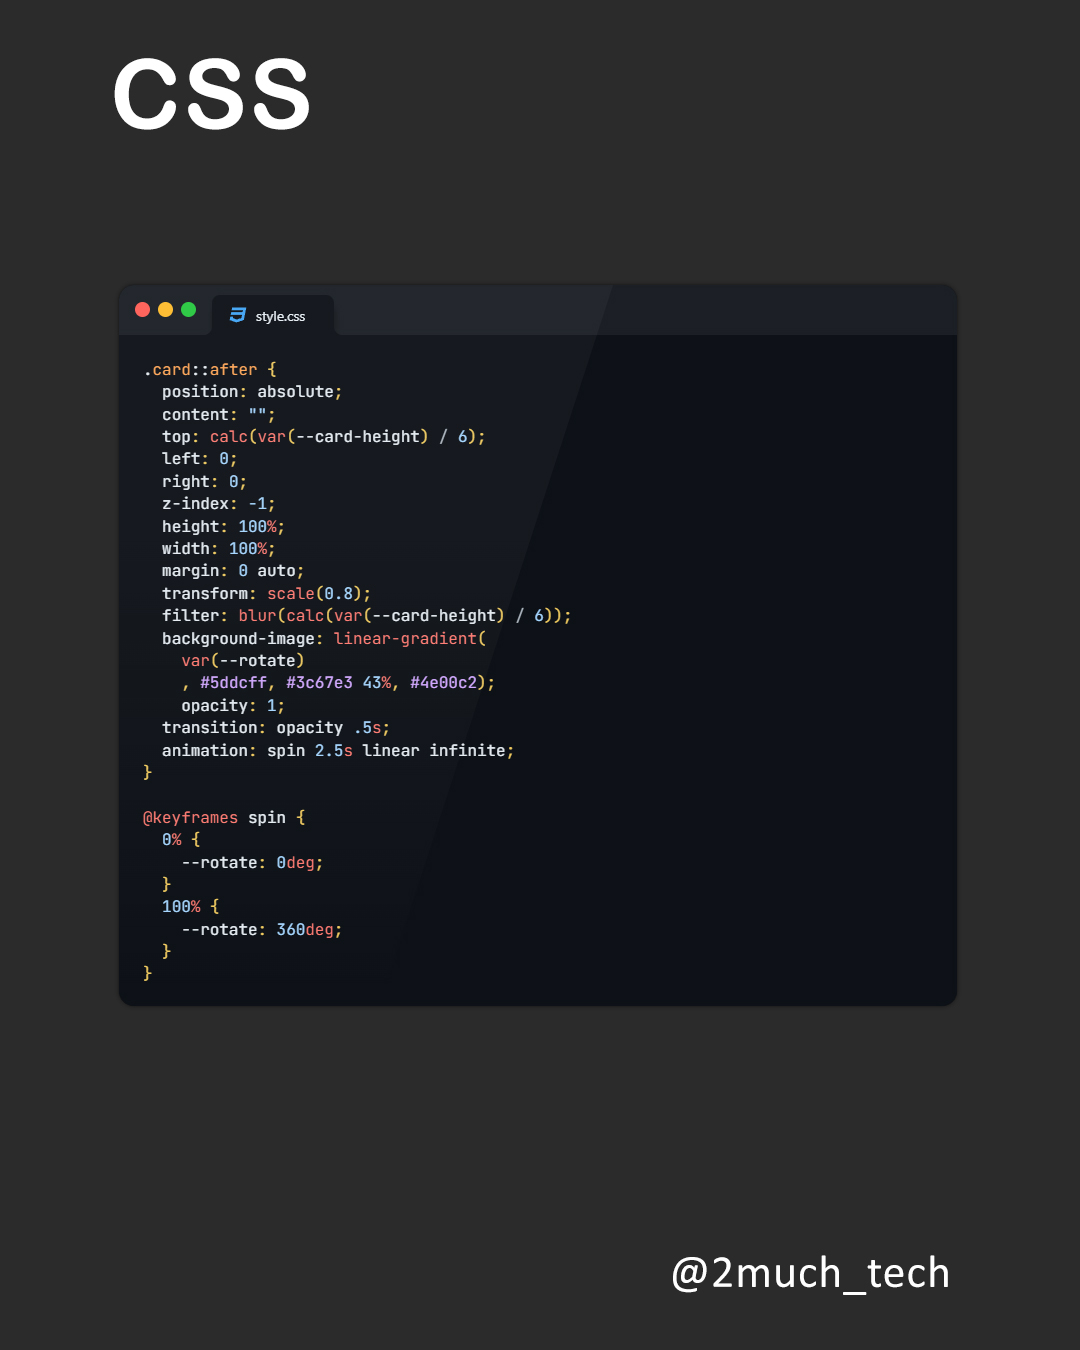 CSS
style.css
.card::after {
  position: absolute;
  content: "";
  top: calc(var(--card-height) / 6);
  left: 0;
  right: 0;
  z-index: -1;
  height: 100%;
  width: 100%;
  margin: 0 auto;
  transform: scale(0.8);
  filter: blur(calc(var(--card-height) / 6));
  background-image: linear-gradient(
    var(--rotate)
    , #5ddcff, #3c67e3 43%, #4e00c2);
    opacity: 1;
  transition: opacity .5s;
  animation: spin 2.5s linear infinite;
}

@keyframes spin {
  0% {
    --rotate: 0deg;
  }
  100% {
    --rotate: 360deg;
  }
}
@2much_tech